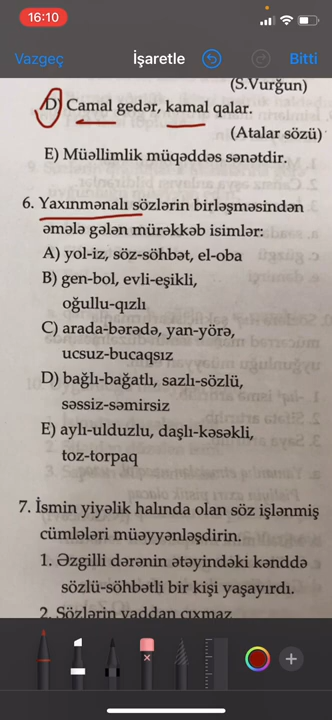 16:10
Vazgeç İşaretle Bitti
(S.Vurğun)
D) Camal gedər, kamal qalar.
(Atalar sözü)
E) Müəllimlik müqəddəs sənətdir.
6. Yaxınmənalı sözlərin birləşməsindən
əmələ gələn mürəkkəb isimlər:
A) yol-iz, söz-söhbət, el-oba
B) gen-bol, evli-eşikli,
oğullu-qızlı
C) arada-bərədə, yan-yörə,
ucsuz-bucaqsız
D) bağlı-bağatlı, sazlı-sözlü,
səssiz-səmirsiz
E) aylı-ulduzlu, daşlı-kəsəkli,
toz-torpaq
7. İsmin yiyəlik halında olan söz işlənmiş
cümlələri müəyyənləşdirin.
1. Əzgilli dərənin ətəyindəki kənddə
sözlü-söhbətli bir kişi yaşayırdı.
2. Sözlərin yaddan çıxmaz